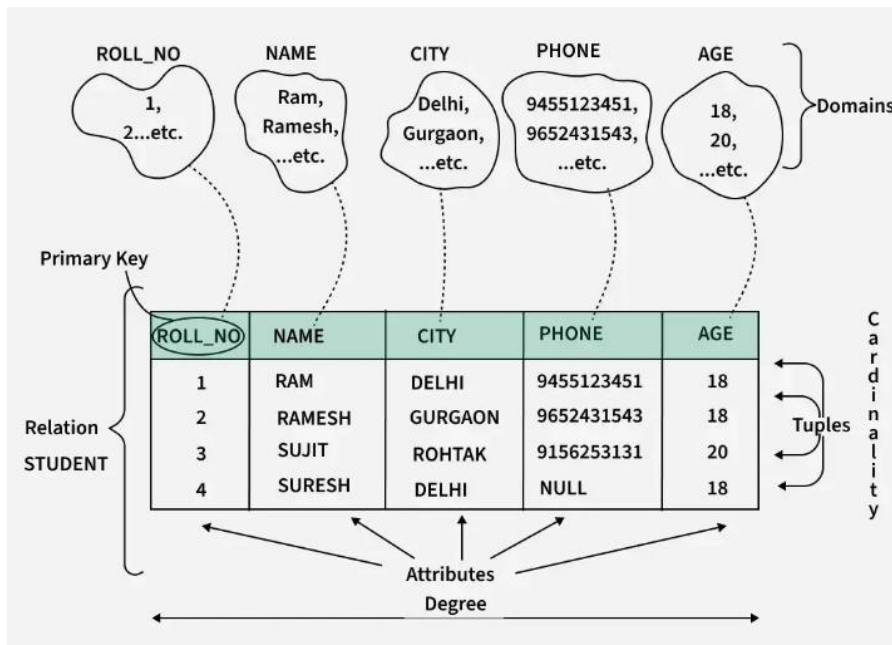 ROLL_NO NAME CITY PHONE AGE
1,
2...etc.
Ram,
Ramesh,
...etc.
Delhi,
Gurgaon,
...etc.
9455123451,
9652431543,
...etc.
18,
20,
...etc.
Domains
Primary Key
Relation
STUDENT
ROLL_NO NAME CITY PHONE AGE
1 RAM DELHI 9455123451 18
2 RAMESH GURGAON 9652431543 18
3 SUJIT ROHTAK 9156253131 20
4 SURESH DELHI NULL 18
Tuples
Cardinality
Attributes
Degree